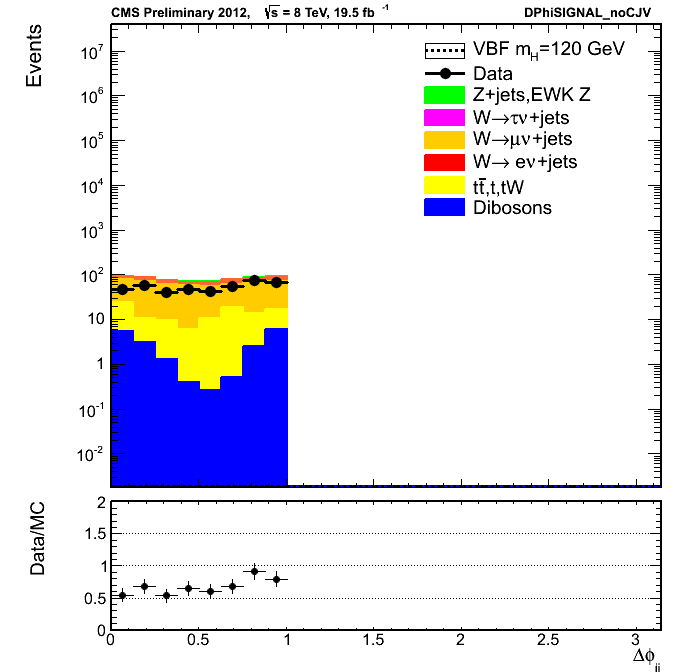 CMS Preliminary 2012, √s = 8 TeV, 19.5 fb⁻¹ DPhiSIGNAL_noCJV
Events
10⁷
10⁶
10⁵
10⁴
10³
10²
10
1
10⁻¹
10⁻²
VBF m_H=120 GeV
Data
Z+jets,EWK Z
W→τν+jets
W→μν+jets
W→ eν+jets
tt̄,t,tW
Dibosons
Data/MC
2
1.5
1
0.5
0
0 0.5 1 1.5 2 2.5 3
Δϕ_jj